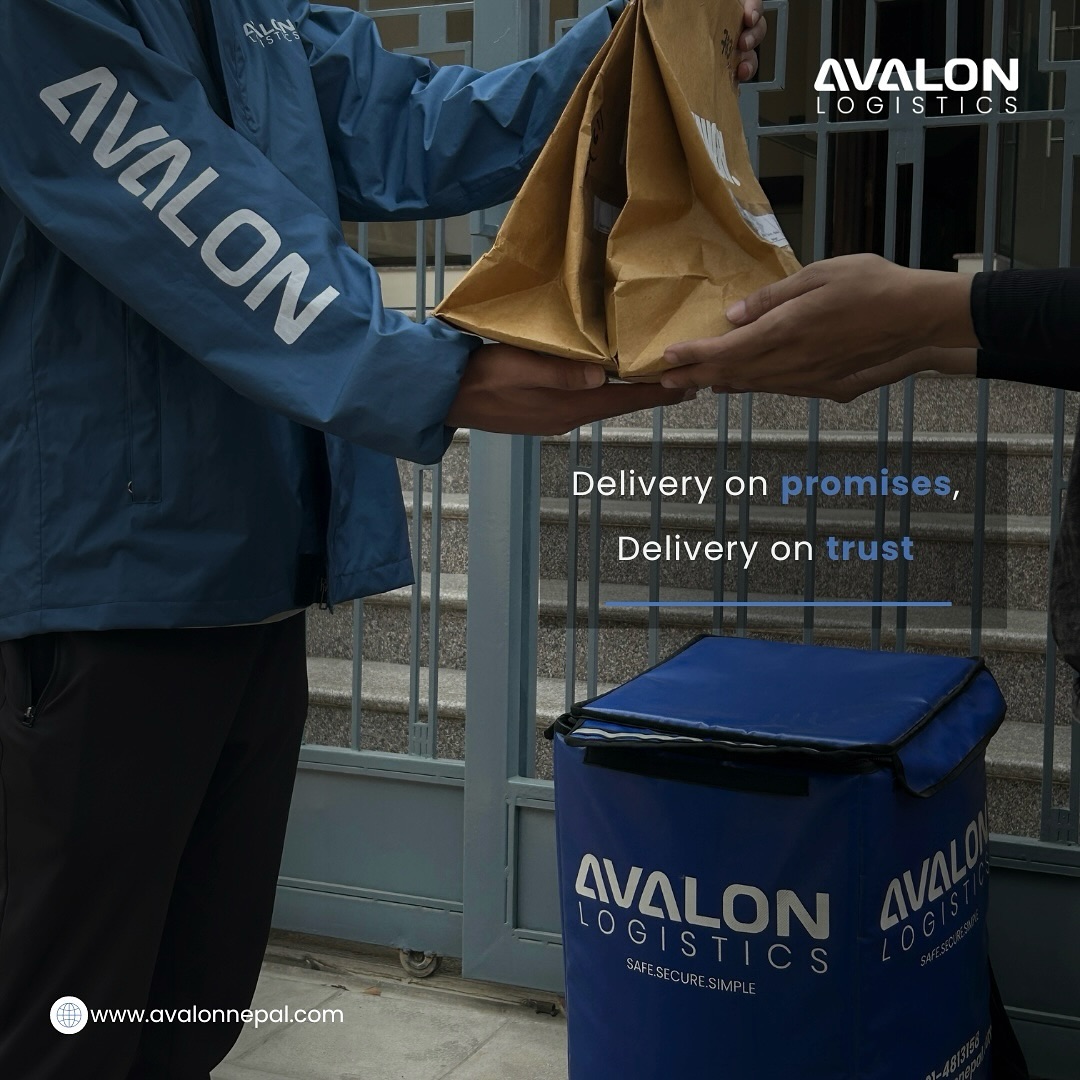 AVALON
LOGISTICS
AVALON
LOGISTICS
AVALON
Delivery on promises,
Delivery on trust
AVALON
LOGISTICS
SAFE.SECURE.SIMPLE
AVALON
LOGISTICS
SAFE.SECURE.SIMPLE
www.avalonnepal.com